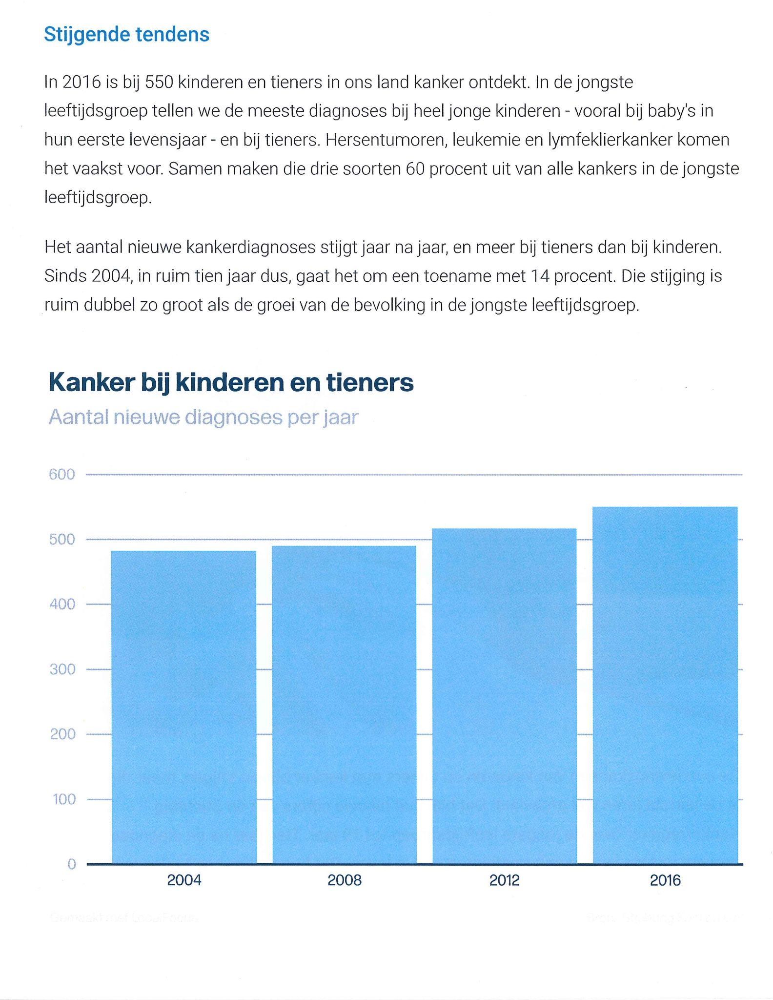 Stijgende tendens
In 2016 is bij 550 kinderen en tieners in ons land kanker ontdekt. In de jongste
leeftijdsgroep tellen we de meeste diagnoses bij heel jonge kinderen - vooral bij baby's in
hun eerste levensjaar - en bij tieners. Hersentumoren, leukemie en lymfeklierkanker komen
het vaakst voor. Samen maken die drie soorten 60 procent uit van alle kankers in de jongste
leeftijdsgroep.
Het aantal nieuwe kankerdiagnoses stijgt jaar na jaar, en meer bij tieners dan bij kinderen.
Sinds 2004, in ruim tien jaar dus, gaat het om een toename met 14 procent. Die stijging is
ruim dubbel zo groot als de groei van de bevolking in de jongste leeftijdsgroep.
Kanker bij kinderen en tieners
Aantal nieuwe diagnoses per jaar
600
500
400
300
200
100
0
2004 2008 2012 2016
Gemaakt met LocalFocus